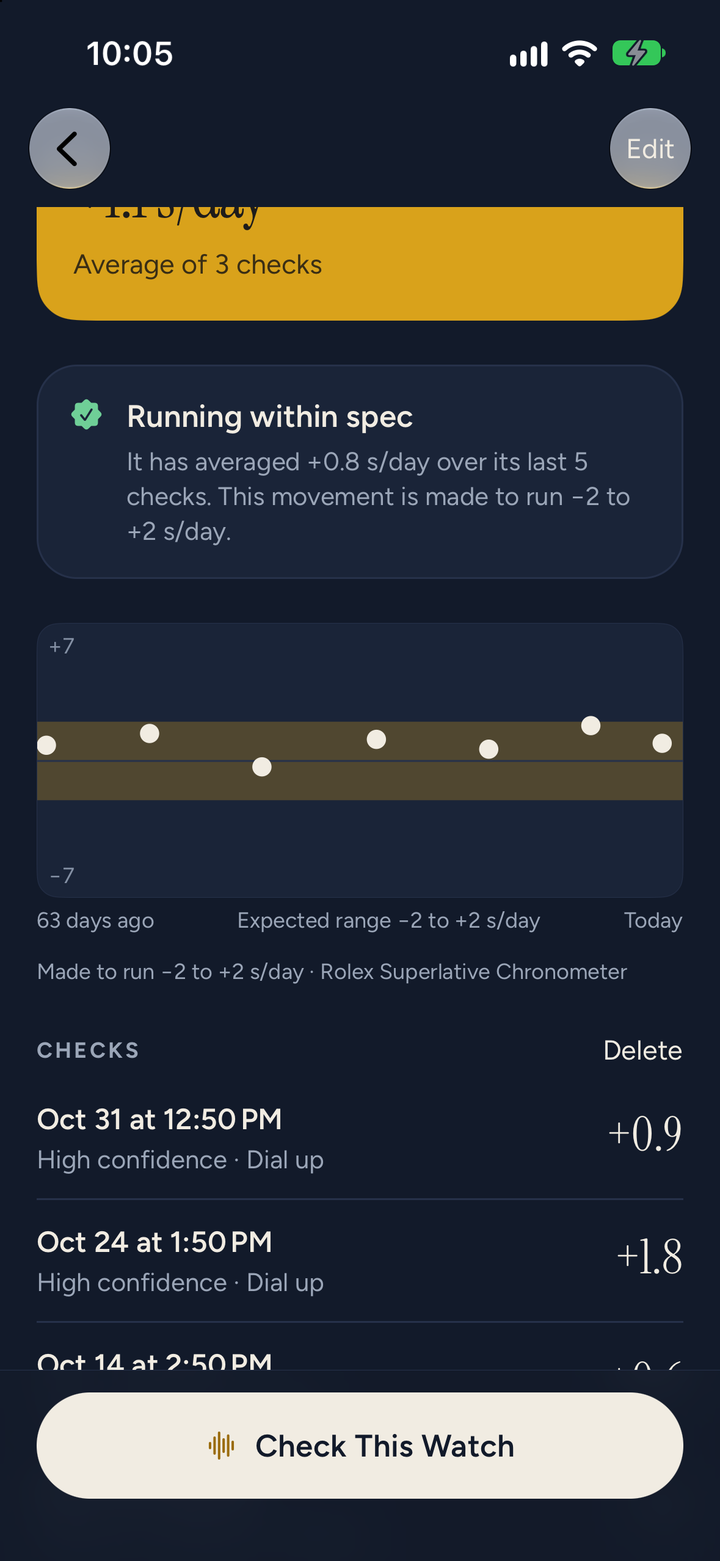 10:05
Edit
s/day
Average of 3 checks
Running within spec
It has averaged +0.8 s/day over its last 5
checks. This movement is made to run −2 to
+2 s/day.
+7
−7
63 days ago
Expected range −2 to +2 s/day
Today
Made to run −2 to +2 s/day · Rolex Superlative Chronometer
CHECKS
Delete
Oct 31 at 12:50 PM
+0.9
High confidence · Dial up
Oct 24 at 1:50 PM
+1.8
High confidence · Dial up
Oct 14 at 2:50 PM
Check This Watch